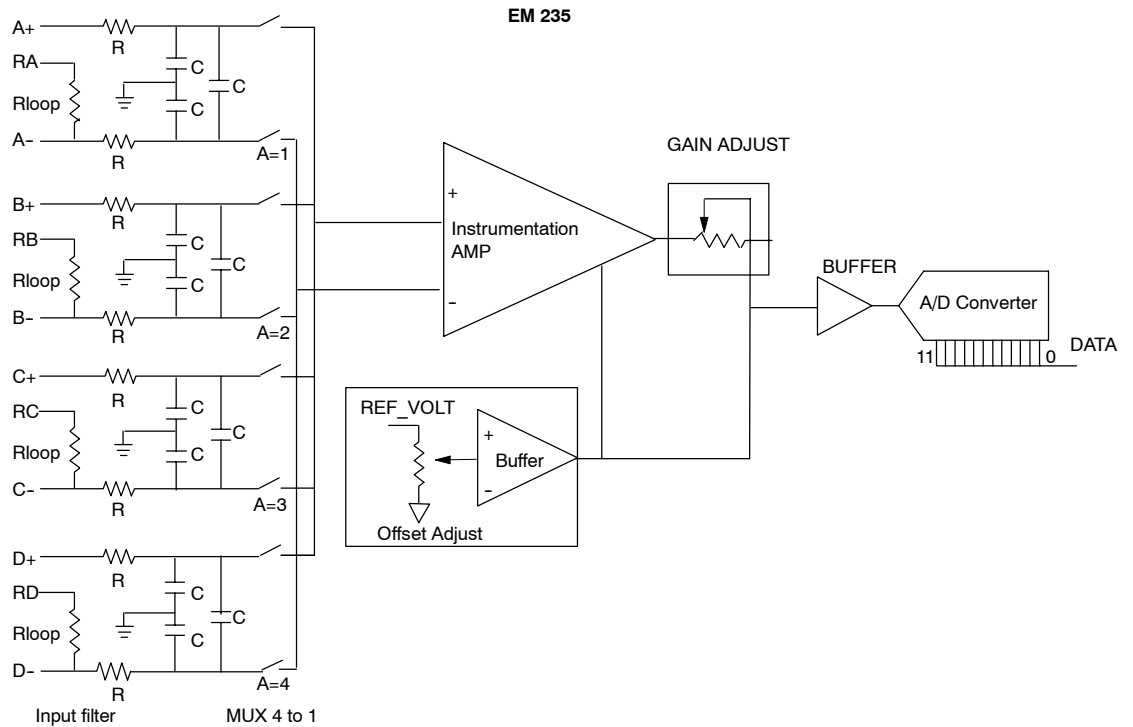 EM 235
A+
R
RA
C
C
Rloop
C
A-
R
A=1
GAIN ADJUST
B+
R
RB
C
C
Rloop
C
B-
R
A=2
+
Instrumentation
AMP
-
BUFFER
A/D Converter
11
0
DATA
C+
R
RC
C
C
Rloop
C
C-
R
A=3
REF_VOLT
+
Buffer
-
Offset Adjust
D+
R
RD
C
C
Rloop
C
D-
R
A=4
Input filter
MUX 4 to 1